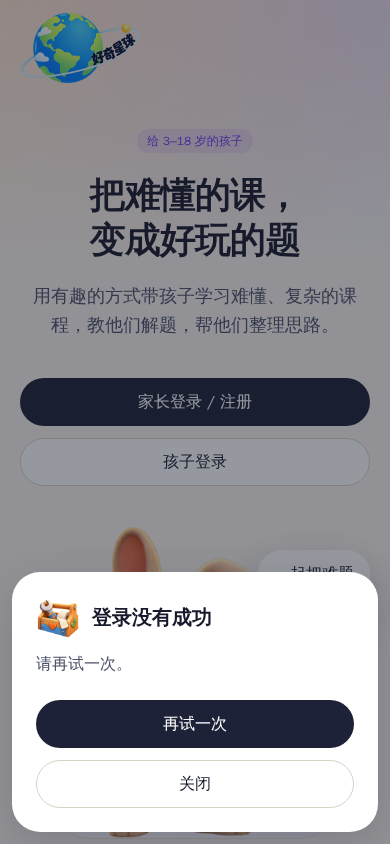 好奇星球
给 3–18 岁的孩子
把难懂的课，
变成好玩的题
用有趣的方式带孩子学习难懂、复杂的课
程，教他们解题，帮他们整理思路。
家长登录 / 注册
孩子登录
登录没有成功
请再试一次。
再试一次
关闭